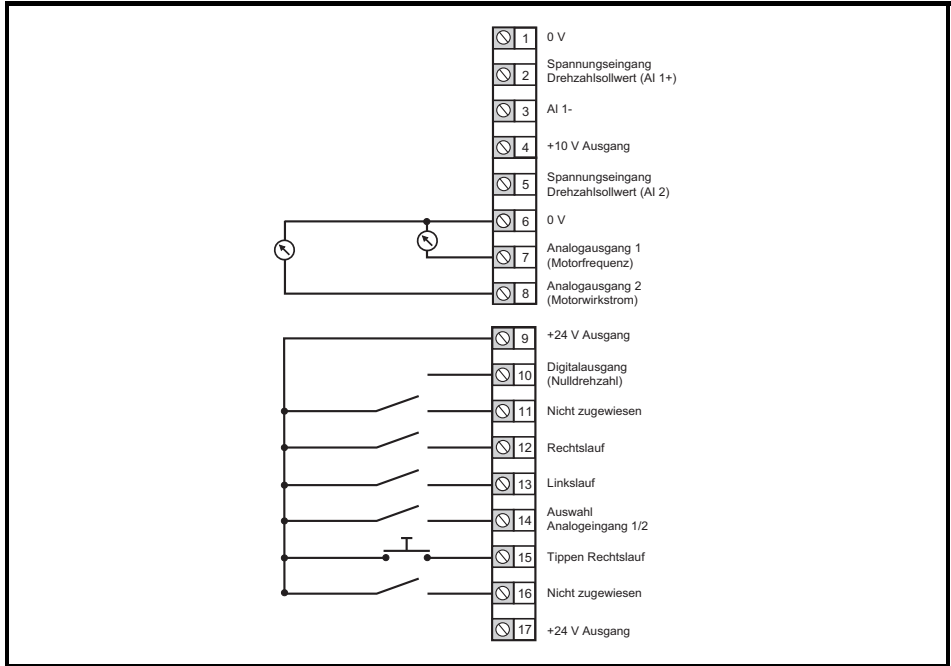 1 0 V
2 Spannungseingang
Drehzahlsollwert (AI 1+)
3 AI 1-
4 +10 V Ausgang
5 Spannungseingang
Drehzahlsollwert (AI 2)
6 0 V
7 Analogausgang 1
(Motorfrequenz)
8 Analogausgang 2
(Motorwirkstrom)
9 +24 V Ausgang
10 Digitalausgang
(Nulldrehzahl)
11 Nicht zugewiesen
12 Rechtslauf
13 Linkslauf
14 Auswahl
Analogeingang 1/2
15 Tippen Rechtslauf
16 Nicht zugewiesen
17 +24 V Ausgang